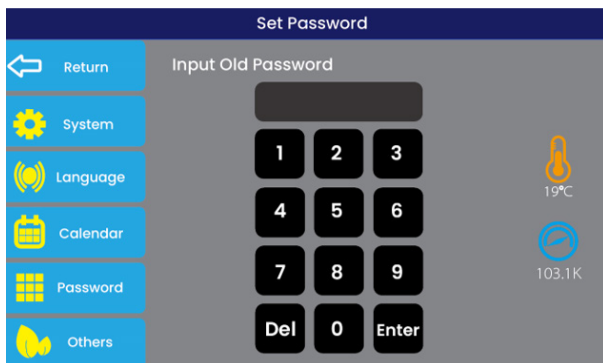 Set Password
Return
System
Language
Calendar
Password
Others
Input Old Password
1 2 3
4 5 6
7 8 9
Del 0 Enter
19°C
103.1K